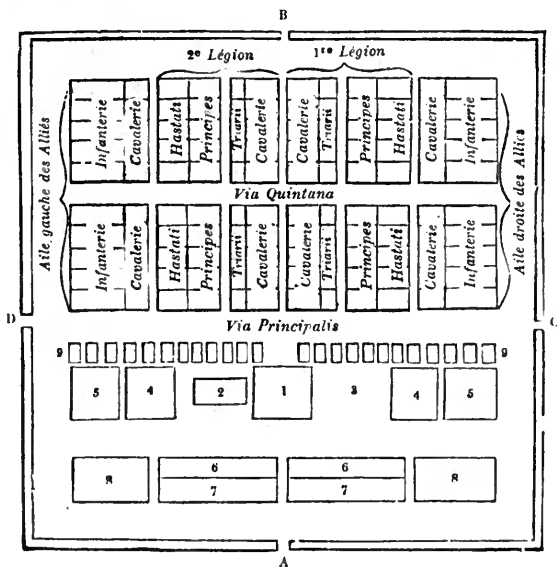 B
2e Légion 1re Légion
Aile gauche des Alliés
Infanterie Cavalerie Hastati Principes Triarii Cavalerie Cavalerie Triarii Principes Hastati Cavalerie Infanterie
Aile droite des Alliés
Via Quintana
Infanterie Cavalerie Hastati Principes Triarii Cavalerie Cavalerie Triarii Principes Hastati Cavalerie Infanterie
D C
Via Principalis
9 9
5 4 2 1 3 4 5
8 6 6 8
7 7
A